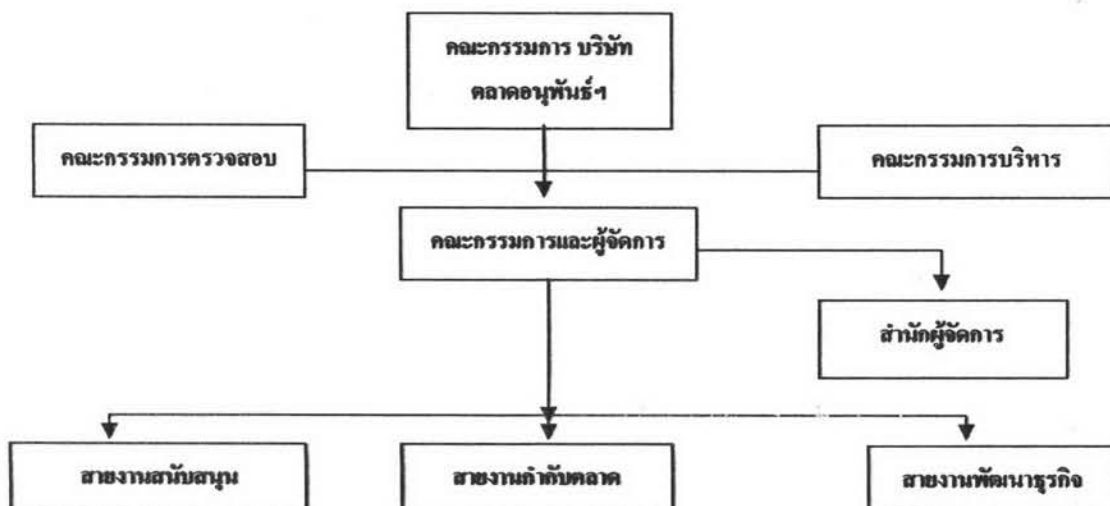 คณะกรรมการ บริษัท
ตลาดอนุพันธ์ฯ
คณะกรรมการตรวจสอบ
คณะกรรมการบริหาร
คณะกรรมการและผู้จัดการ
สำนักผู้จัดการ
สายงานสนับสนุน
สายงานกำกับตลาด
สายงานพัฒนาธุรกิจ